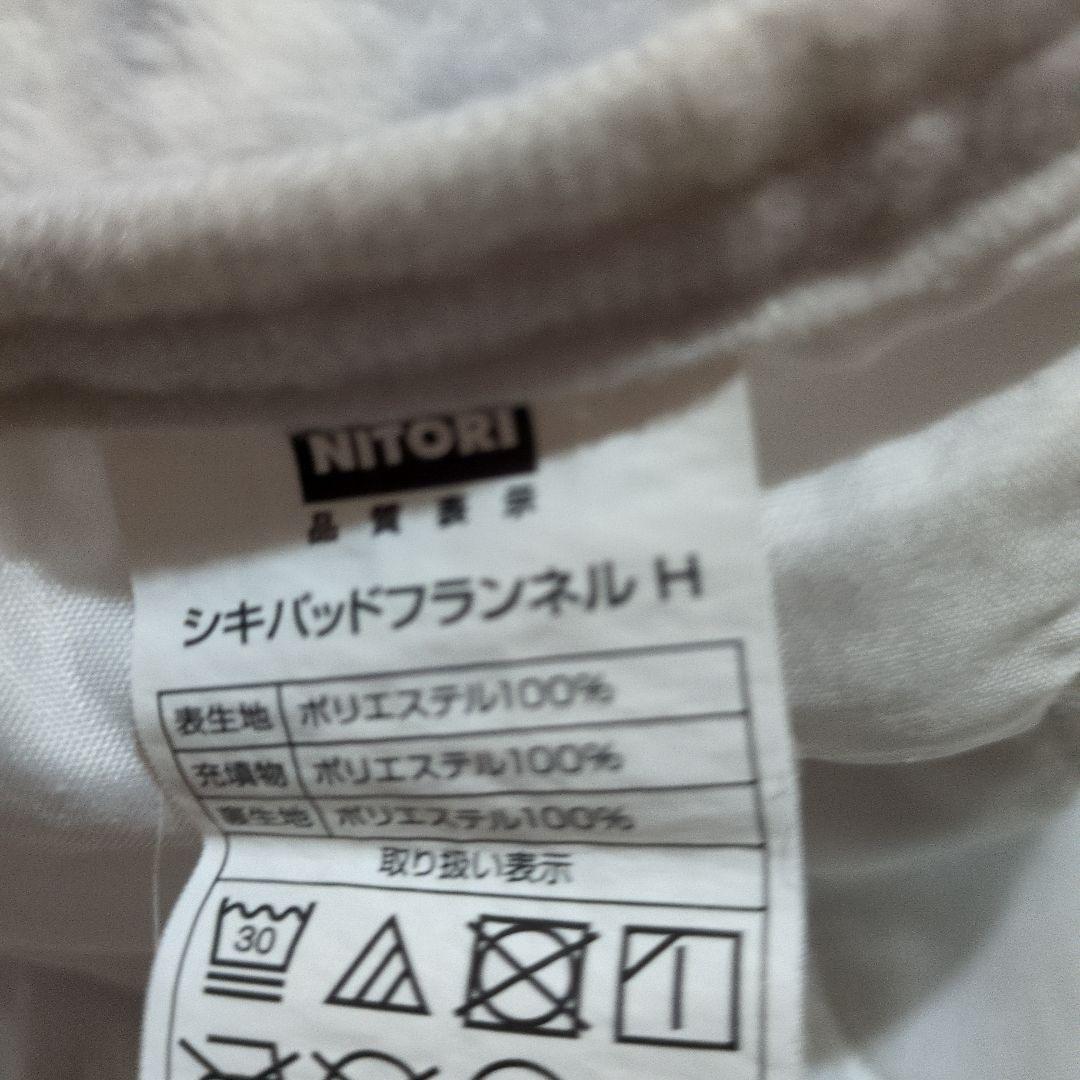 NITORI
品質表示
シキパッドフランネル H
表生地 ポリエステル100%
充填物 ポリエステル100%
裏生地 ポリエステル100%
取り扱い表示
30